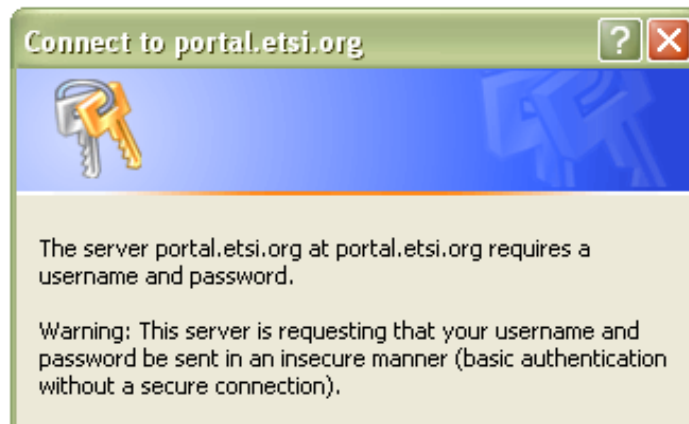 Connect to portal.etsi.org
The server portal.etsi.org at portal.etsi.org requires a
username and password.
Warning: This server is requesting that your username and
password be sent in an insecure manner (basic authentication
without a secure connection).